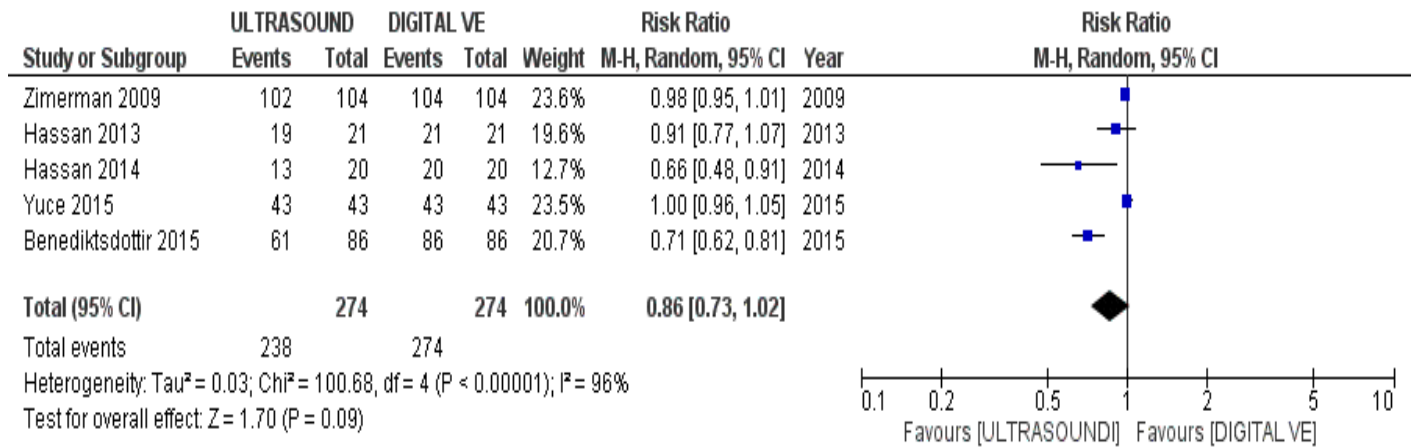 ULTRASOUND DIGITAL VE Risk Ratio Risk Ratio
Study or Subgroup Events Total Events Total Weight M-H, Random, 95% CI Year M-H, Random, 95% CI
Zimerman 2009 102 104 104 104 23.6% 0.98 [0.95, 1.01] 2009
Hassan 2013 19 21 21 21 19.6% 0.91 [0.77, 1.07] 2013
Hassan 2014 13 20 20 20 12.7% 0.66 [0.48, 0.91] 2014
Yuce 2015 43 43 43 43 23.5% 1.00 [0.96, 1.05] 2015
Benediktsdottir 2015 61 86 86 86 20.7% 0.71 [0.62, 0.81] 2015
Total (95% CI) 274 274 100.0% 0.86 [0.73, 1.02]
Total events 238 274
Heterogeneity: Tau² = 0.03; Chi² = 100.68, df = 4 (P < 0.00001); I² = 96%
Test for overall effect: Z = 1.70 (P = 0.09)
0.1 0.2 0.5 1 2 5 10
Favours [ULTRASOUNDI] Favours [DIGITAL VE]